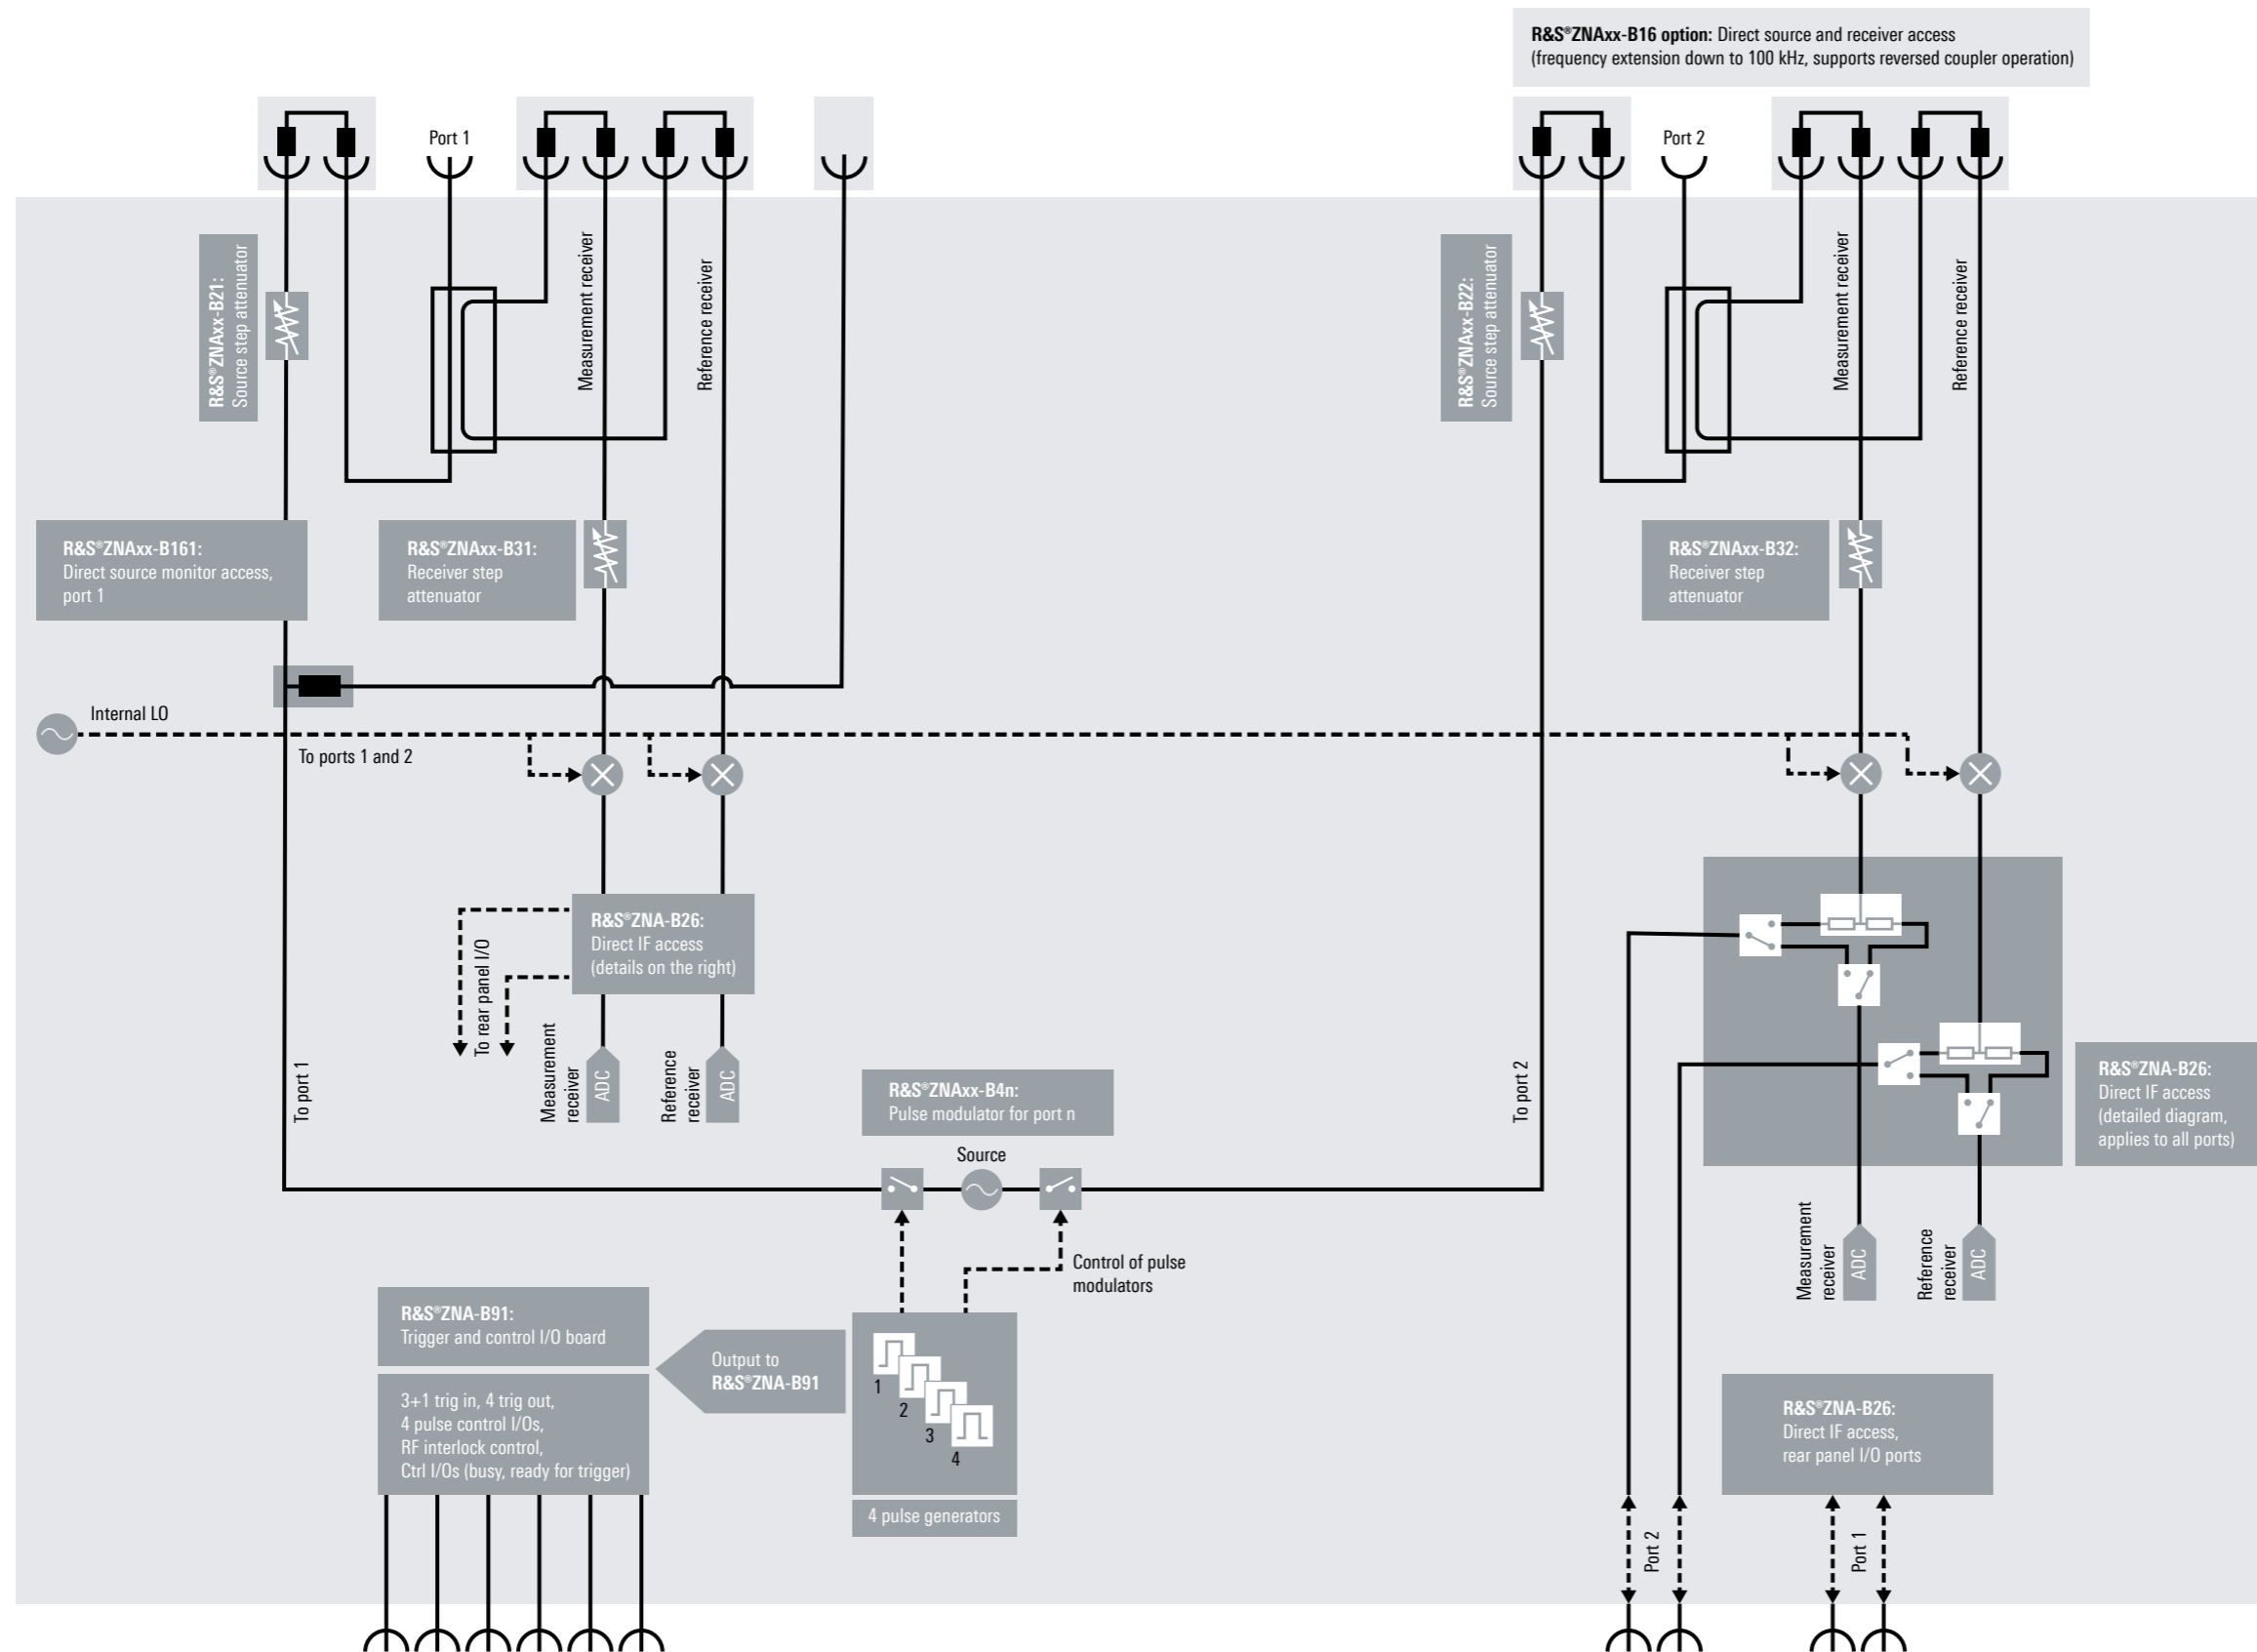 R&S®ZNAxx-B16 option: Direct source and receiver access
(frequency extension down to 100 kHz, supports reversed coupler operation)
Port 1
Port 2
R&S®ZNAxx-B21:
Source step attenuator
Measurement receiver
Reference receiver
R&S®ZNAxx-B22:
Source step attenuator
Measurement receiver
Reference receiver
R&S®ZNAxx-B161:
Direct source monitor access,
port 1
R&S®ZNAxx-B31:
Receiver step
attenuator
R&S®ZNAxx-B32:
Receiver step
attenuator
Internal LO
To ports 1 and 2
R&S®ZNA-B26:
Direct IF access
(details on the right)
To rear panel I/O
Measurement
receiver
ADC
Reference
receiver
ADC
To port 1
R&S®ZNAxx-B4n:
Pulse modulator for port n
Source
To port 2
R&S®ZNA-B26:
Direct IF access
(detailed diagram,
applies to all ports)
Measurement
receiver
ADC
Reference
receiver
ADC
Control of pulse
modulators
R&S®ZNA-B91:
Trigger and control I/O board
3+1 trig in, 4 trig out,
4 pulse control I/Os,
RF interlock control,
Ctrl I/Os (busy, ready for trigger)
Output to
R&S®ZNA-B91
1
2
3
4
4 pulse generators
R&S®ZNA-B26:
Direct IF access,
rear panel I/O ports
Port 2
Port 1